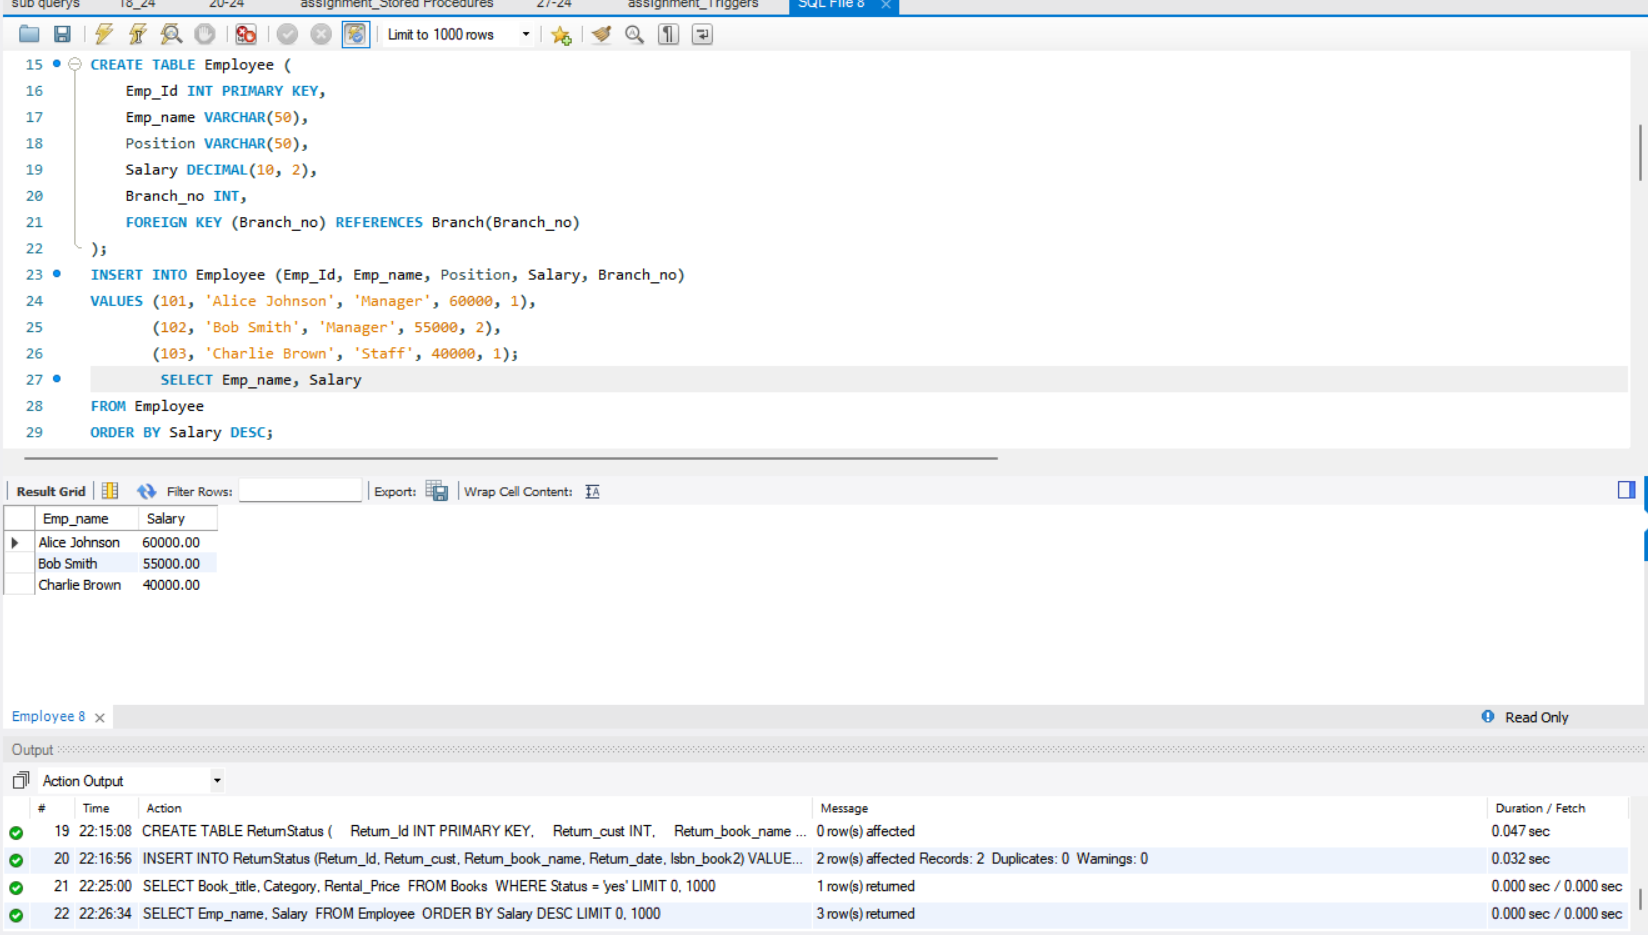 sub querys 18_24 20-24 assignment_Stored Procedures 27-24 assignment_Triggers SQL File 8
Limit to 1000 rows
15 CREATE TABLE Employee (
16 Emp_Id INT PRIMARY KEY,
17 Emp_name VARCHAR(50),
18 Position VARCHAR(50),
19 Salary DECIMAL(10, 2),
20 Branch_no INT,
21 FOREIGN KEY (Branch_no) REFERENCES Branch(Branch_no)
22 );
23 INSERT INTO Employee (Emp_Id, Emp_name, Position, Salary, Branch_no)
24 VALUES (101, 'Alice Johnson', 'Manager', 60000, 1),
25 (102, 'Bob Smith', 'Manager', 55000, 2),
26 (103, 'Charlie Brown', 'Staff', 40000, 1);
27 SELECT Emp_name, Salary
28 FROM Employee
29 ORDER BY Salary DESC;
Result Grid Filter Rows: Export: Wrap Cell Content:
Emp_name Salary
Alice Johnson 60000.00
Bob Smith 55000.00
Charlie Brown 40000.00
Employee 8 Read Only
Output
Action Output
# Time Action Message Duration / Fetch
19 22:15:08 CREATE TABLE ReturnStatus ( Return_Id INT PRIMARY KEY, Return_cust INT, Return_book_name ... 0 row(s) affected 0.047 sec
20 22:16:56 INSERT INTO ReturnStatus (Return_Id, Return_cust, Return_book_name, Return_date, Isbn_book2) VALUE... 2 row(s) affected Records: 2 Duplicates: 0 Warnings: 0 0.032 sec
21 22:25:00 SELECT Book_title, Category, Rental_Price FROM Books WHERE Status = 'yes' LIMIT 0, 1000 1 row(s) returned 0.000 sec / 0.000 sec
22 22:26:34 SELECT Emp_name, Salary FROM Employee ORDER BY Salary DESC LIMIT 0, 1000 3 row(s) returned 0.000 sec / 0.000 sec